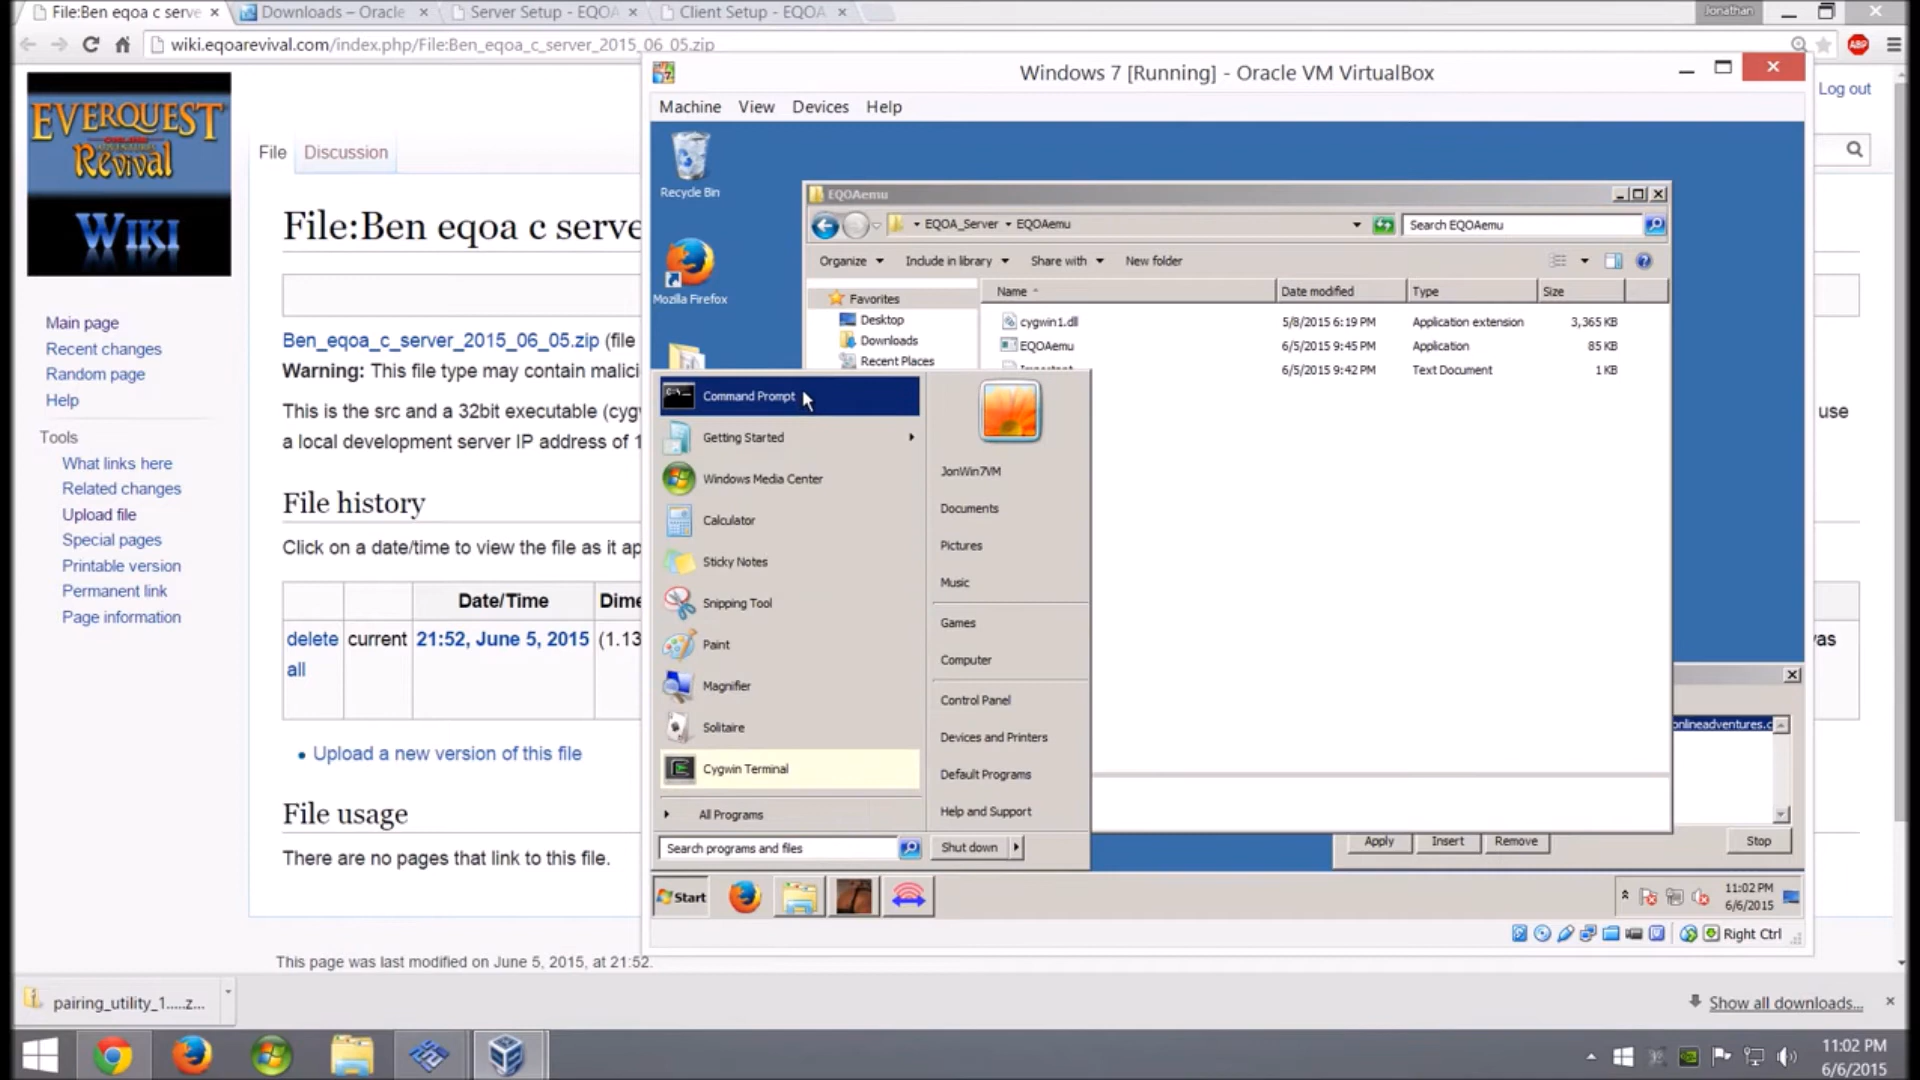 File:Ben eqoa c serve
Downloads – Oracle
Server Setup - EQOA
Client Setup - EQOA
Jonathan
wiki.eqoarevival.com/index.php/File:Ben_eqoa_c_server_2015_06_05.zip
ABP
EVERQUEST
Revival
WIKI
Log out
File
Discussion
File:Ben eqoa c serve
Main page
Recent changes
Random page
Help
Tools
What links here
Related changes
Upload file
Special pages
Printable version
Permanent link
Page information
Ben_eqoa_c_server_2015_06_05.zip (file
Warning: This file type may contain malici
This is the src and a 32bit executable (cyg
a local development server IP address of 1
use
File history
Click on a date/time to view the file as it ap
Date/Time
Dime
delete all
current
21:52, June 5, 2015
(1.13
• Upload a new version of this file
File usage
There are no pages that link to this file.
This page was last modified on June 5, 2015, at 21:52.
Windows 7 [Running] - Oracle VM VirtualBox
Machine View Devices Help
Recycle Bin
Mozilla Firefox
EQOAemu
EQOA_Server
EQOAemu
Search EQOAemu
Organize
Include in library
Share with
New folder
Name
Date modified
Type
Size
Favorites
Desktop
Downloads
Recent Places
cygwin1.dll 5/8/2015 6:19 PM Application extension 3,365 KB
EQOAemu 6/5/2015 9:45 PM Application 85 KB
6/5/2015 9:42 PM Text Document 1 KB
Command Prompt
Getting Started
Windows Media Center
Calculator
Sticky Notes
Snipping Tool
Paint
Magnifier
Solitaire
Cygwin Terminal
All Programs
Search programs and files
JonWin7VM
Documents
Pictures
Music
Games
Computer
Control Panel
Devices and Printers
Default Programs
Help and Support
Shut down
onlineadventures.c
as
Apply
Insert
Remove
Stop
Start
11:02 PM
6/6/2015
Right Ctrl
pairing_utility_1.....z...
Show all downloads...
11:02 PM
6/6/2015